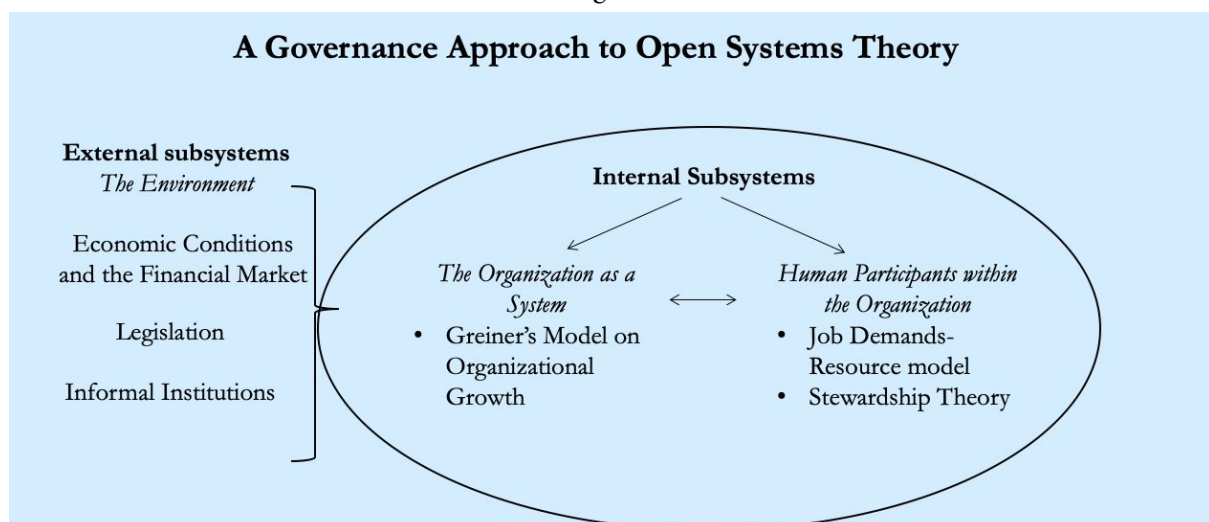 A Governance Approach to Open Systems Theory
External subsystems
The Environment
Economic Conditions
and the Financial Market
Legislation
Informal Institutions
Internal Subsystems
The Organization as a
System
• Greiner's Model on
Organizational
Growth
Human Participants within
the Organization
• Job Demands-
Resource model
• Stewardship Theory